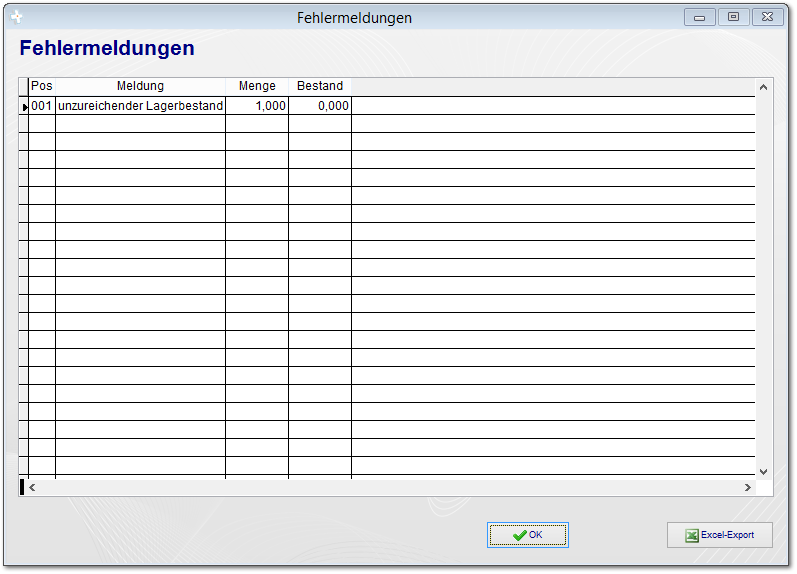 Fehlermeldungen
Fehlermeldungen
Pos Meldung Menge Bestand
001 unzureichender Lagerbestand 1,000 0,000
OK Excel-Export